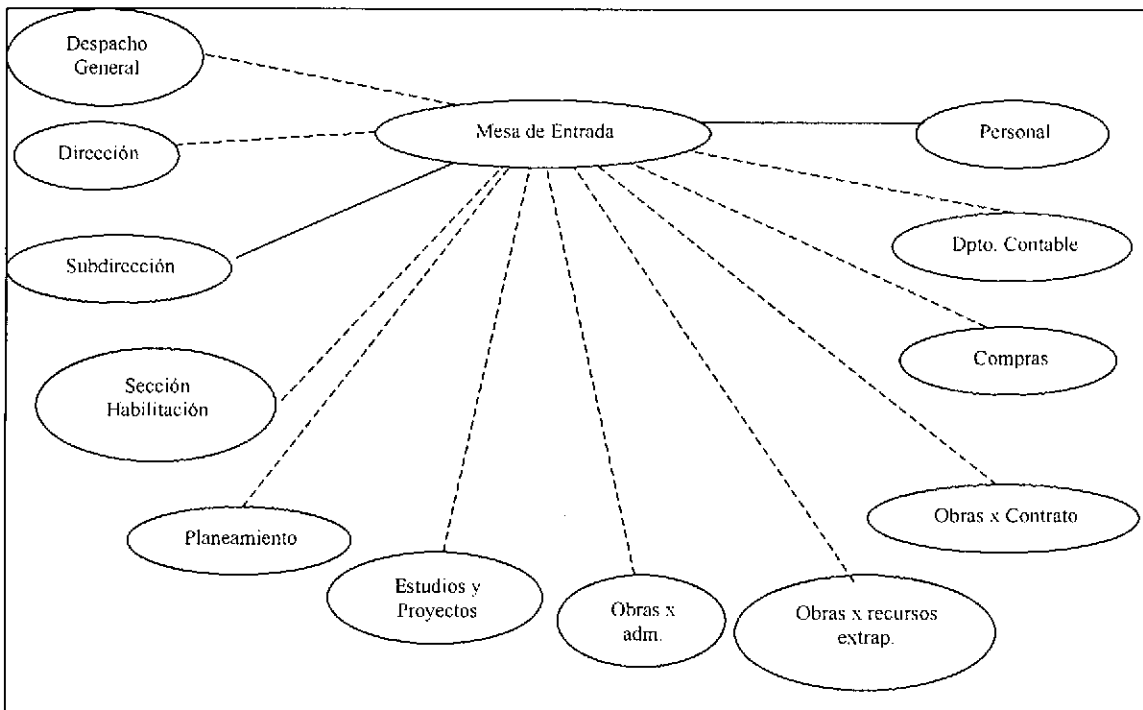 Despacho
General
Mesa de Entrada
Personal
Dirección
Dpto. Contable
Subdirección
Compras
Sección
Habilitación
Obras x Contrato
Planeamiento
Estudios y
Proyectos
Obras x
adm.
Obras x recursos
extrap.